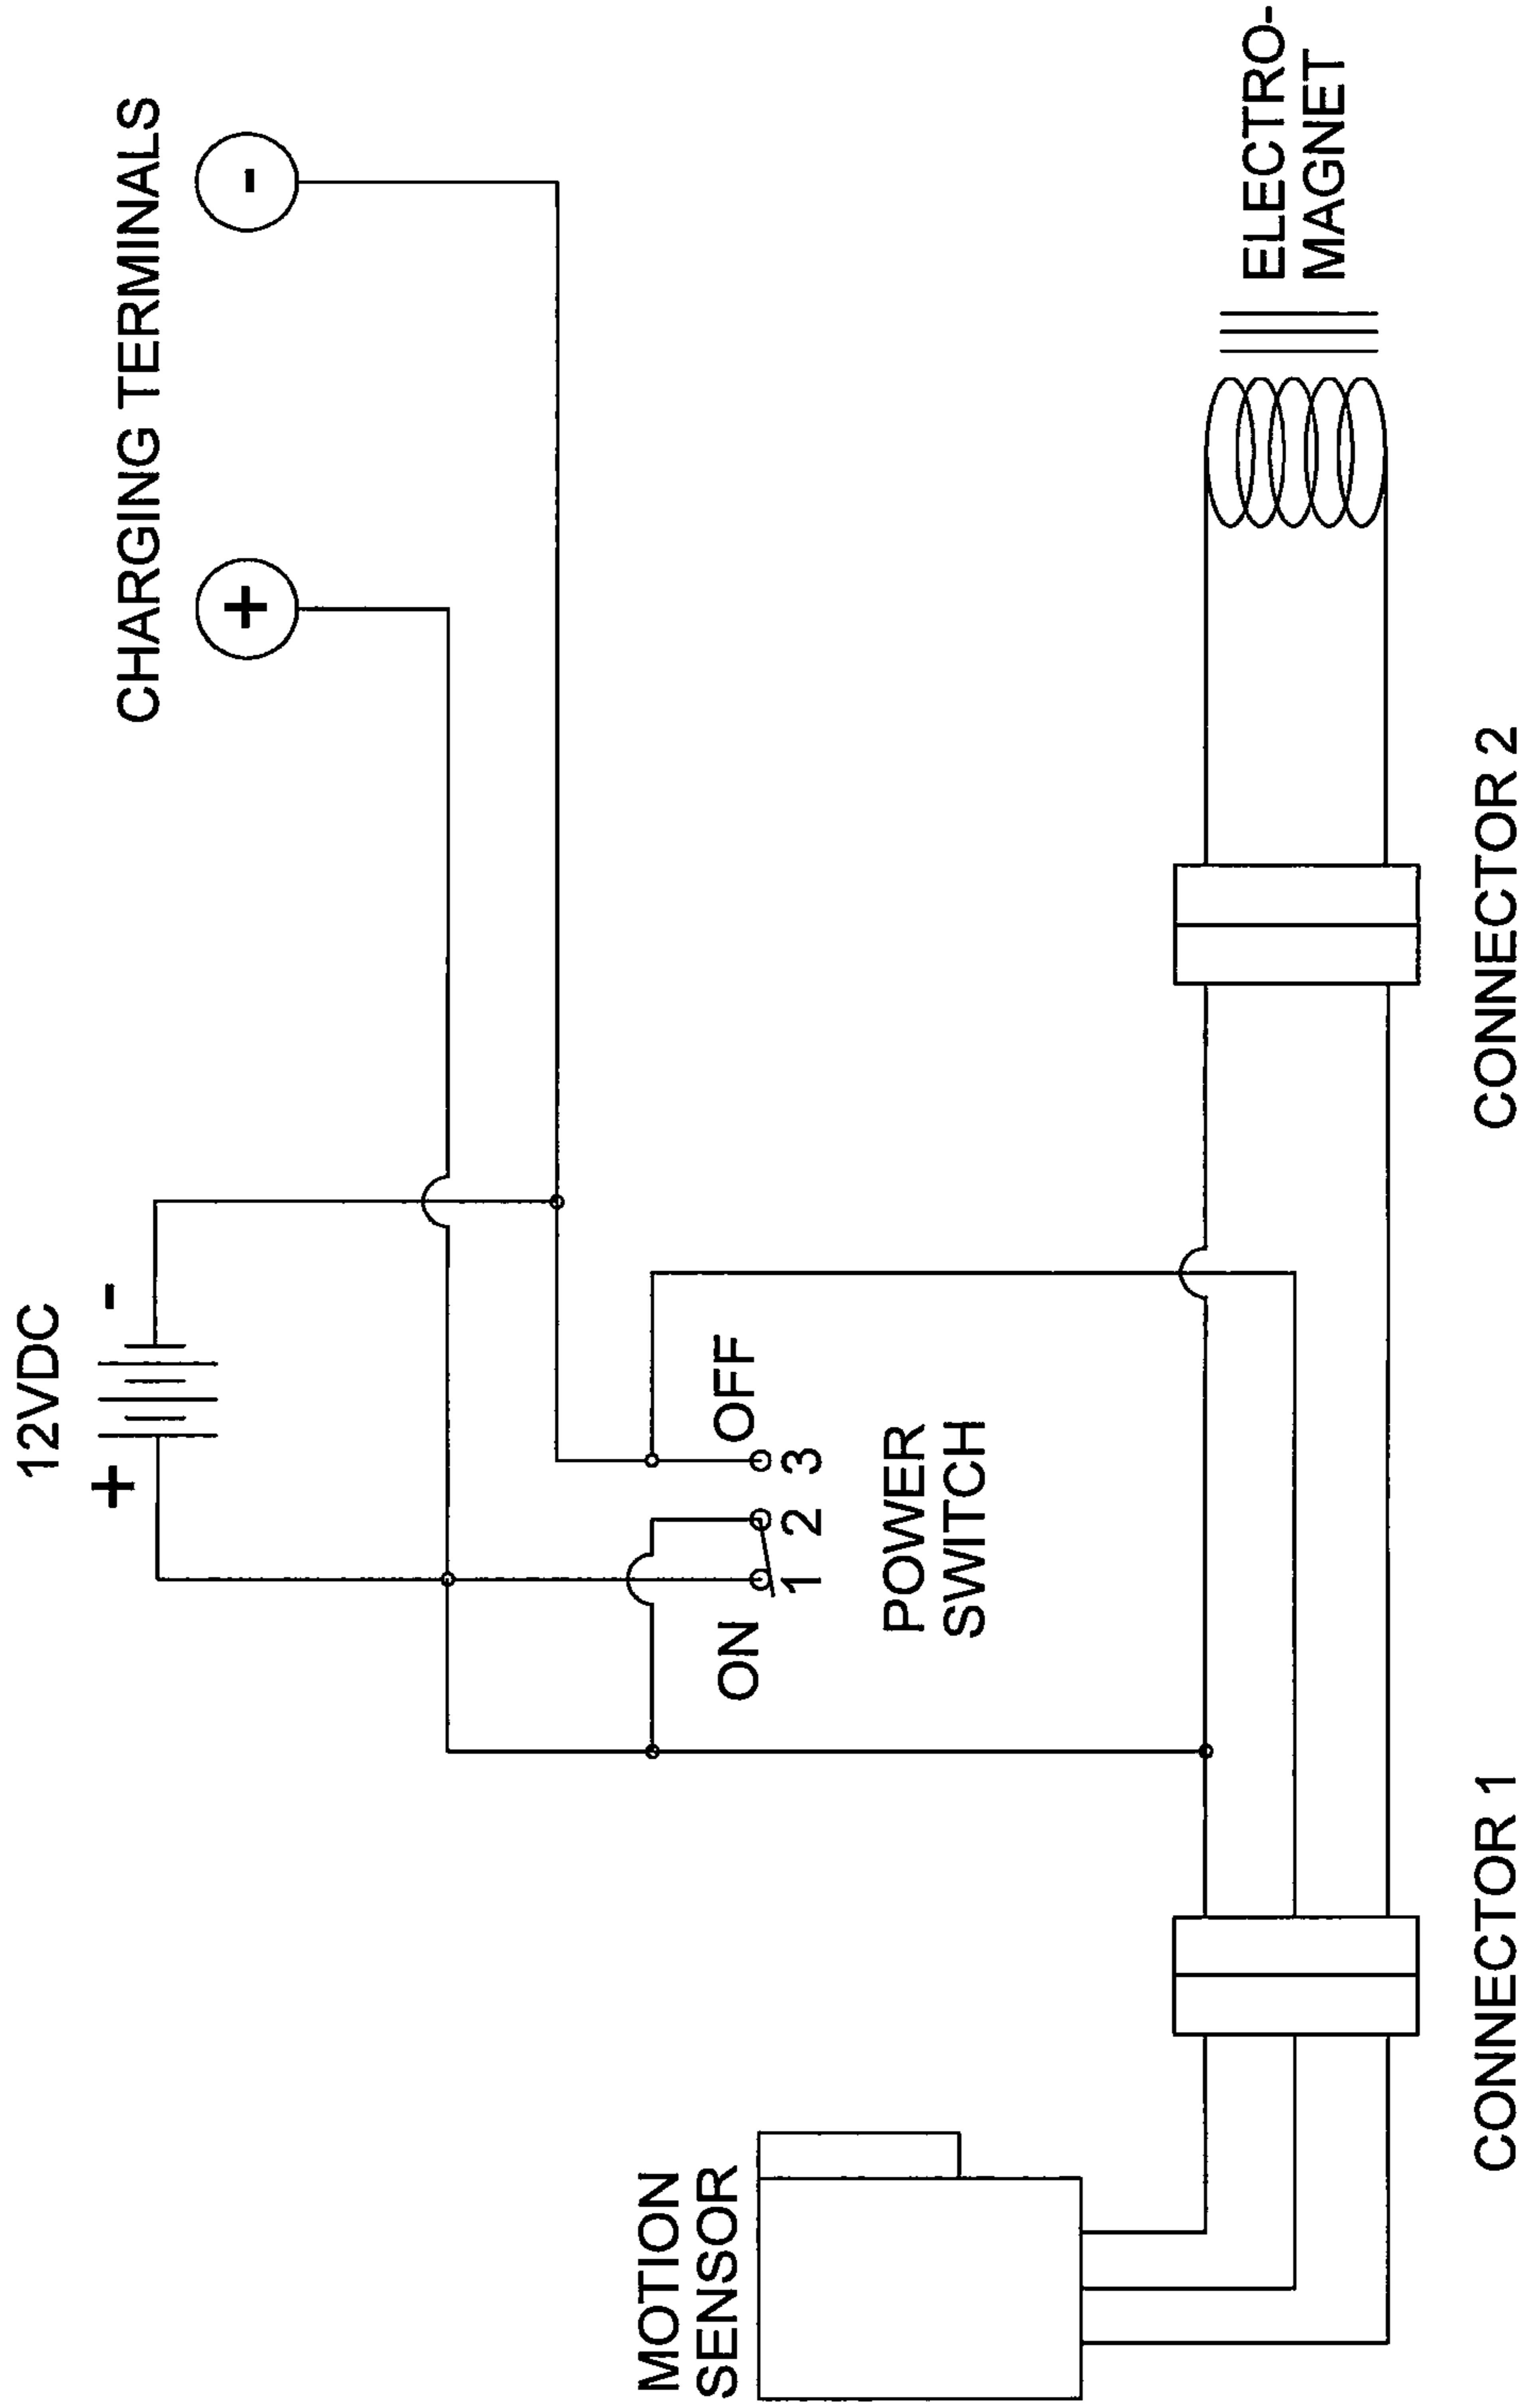 12VDC
+
-
CHARGING TERMINALS
+
-
ON
OFF
1
2
3
POWER
SWITCH
MOTION
SENSOR
ELECTRO-
MAGNET
CONNECTOR 1
CONNECTOR 2